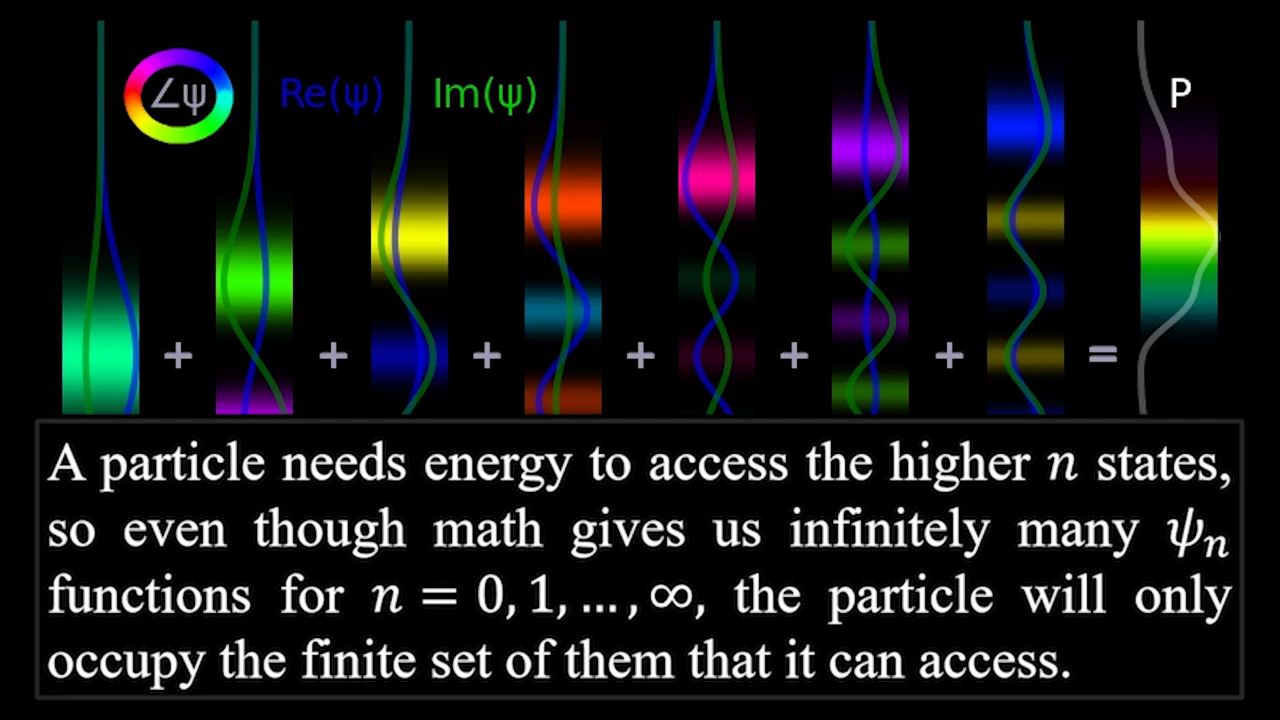 ∠ψ Re(ψ) Im(ψ) P
+ + + + + + =
A particle needs energy to access the higher n states,
so even though math gives us infinitely many ψₙ
functions for n = 0, 1, ... , ∞, the particle will only
occupy the finite set of them that it can access.